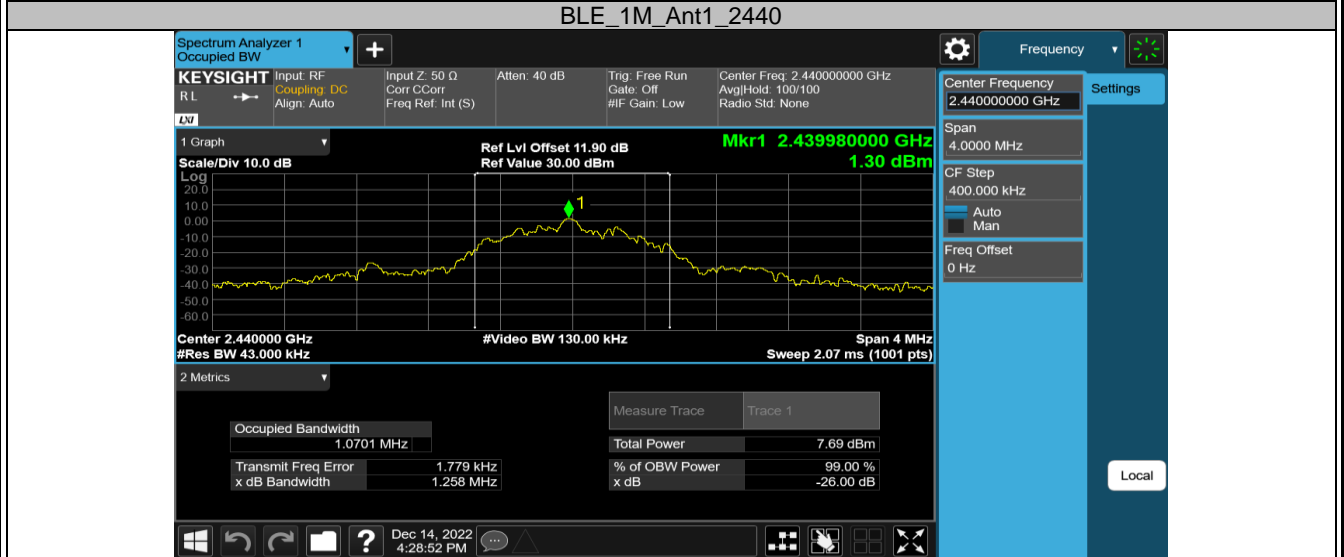 BLE_1M_Ant1_2440
Spectrum Analyzer 1
Occupied BW
+
Frequency
KEYSIGHT
RL
LXI
Input: RF
Coupling: DC
Align: Auto
Input Z: 50 Ω
Corr CCorr
Freq Ref: Int (S)
Atten: 40 dB
Trig: Free Run
Gate: Off
#IF Gain: Low
Center Freq: 2.440000000 GHz
Avg|Hold: 100/100
Radio Std: None
Center Frequency
2.440000000 GHz
Settings
Span
4.0000 MHz
CF Step
400.000 kHz
Auto
Man
Freq Offset
0 Hz
Local
1 Graph
Scale/Div 10.0 dB
Ref Lvl Offset 11.90 dB
Ref Value 30.00 dBm
Mkr1 2.439980000 GHz
1.30 dBm
Log
20.0
10.0
0.00
-10.0
-20.0
-30.0
-40.0
-50.0
-60.0
1
Center 2.440000 GHz
#Res BW 43.000 kHz
#Video BW 130.00 kHz
Span 4 MHz
Sweep 2.07 ms (1001 pts)
2 Metrics
Measure Trace Trace 1
Occupied Bandwidth
1.0701 MHz
Total Power 7.69 dBm
Transmit Freq Error 1.779 kHz
% of OBW Power 99.00 %
x dB Bandwidth 1.258 MHz
x dB -26.00 dB
?
Dec 14, 2022
4:28:52 PM